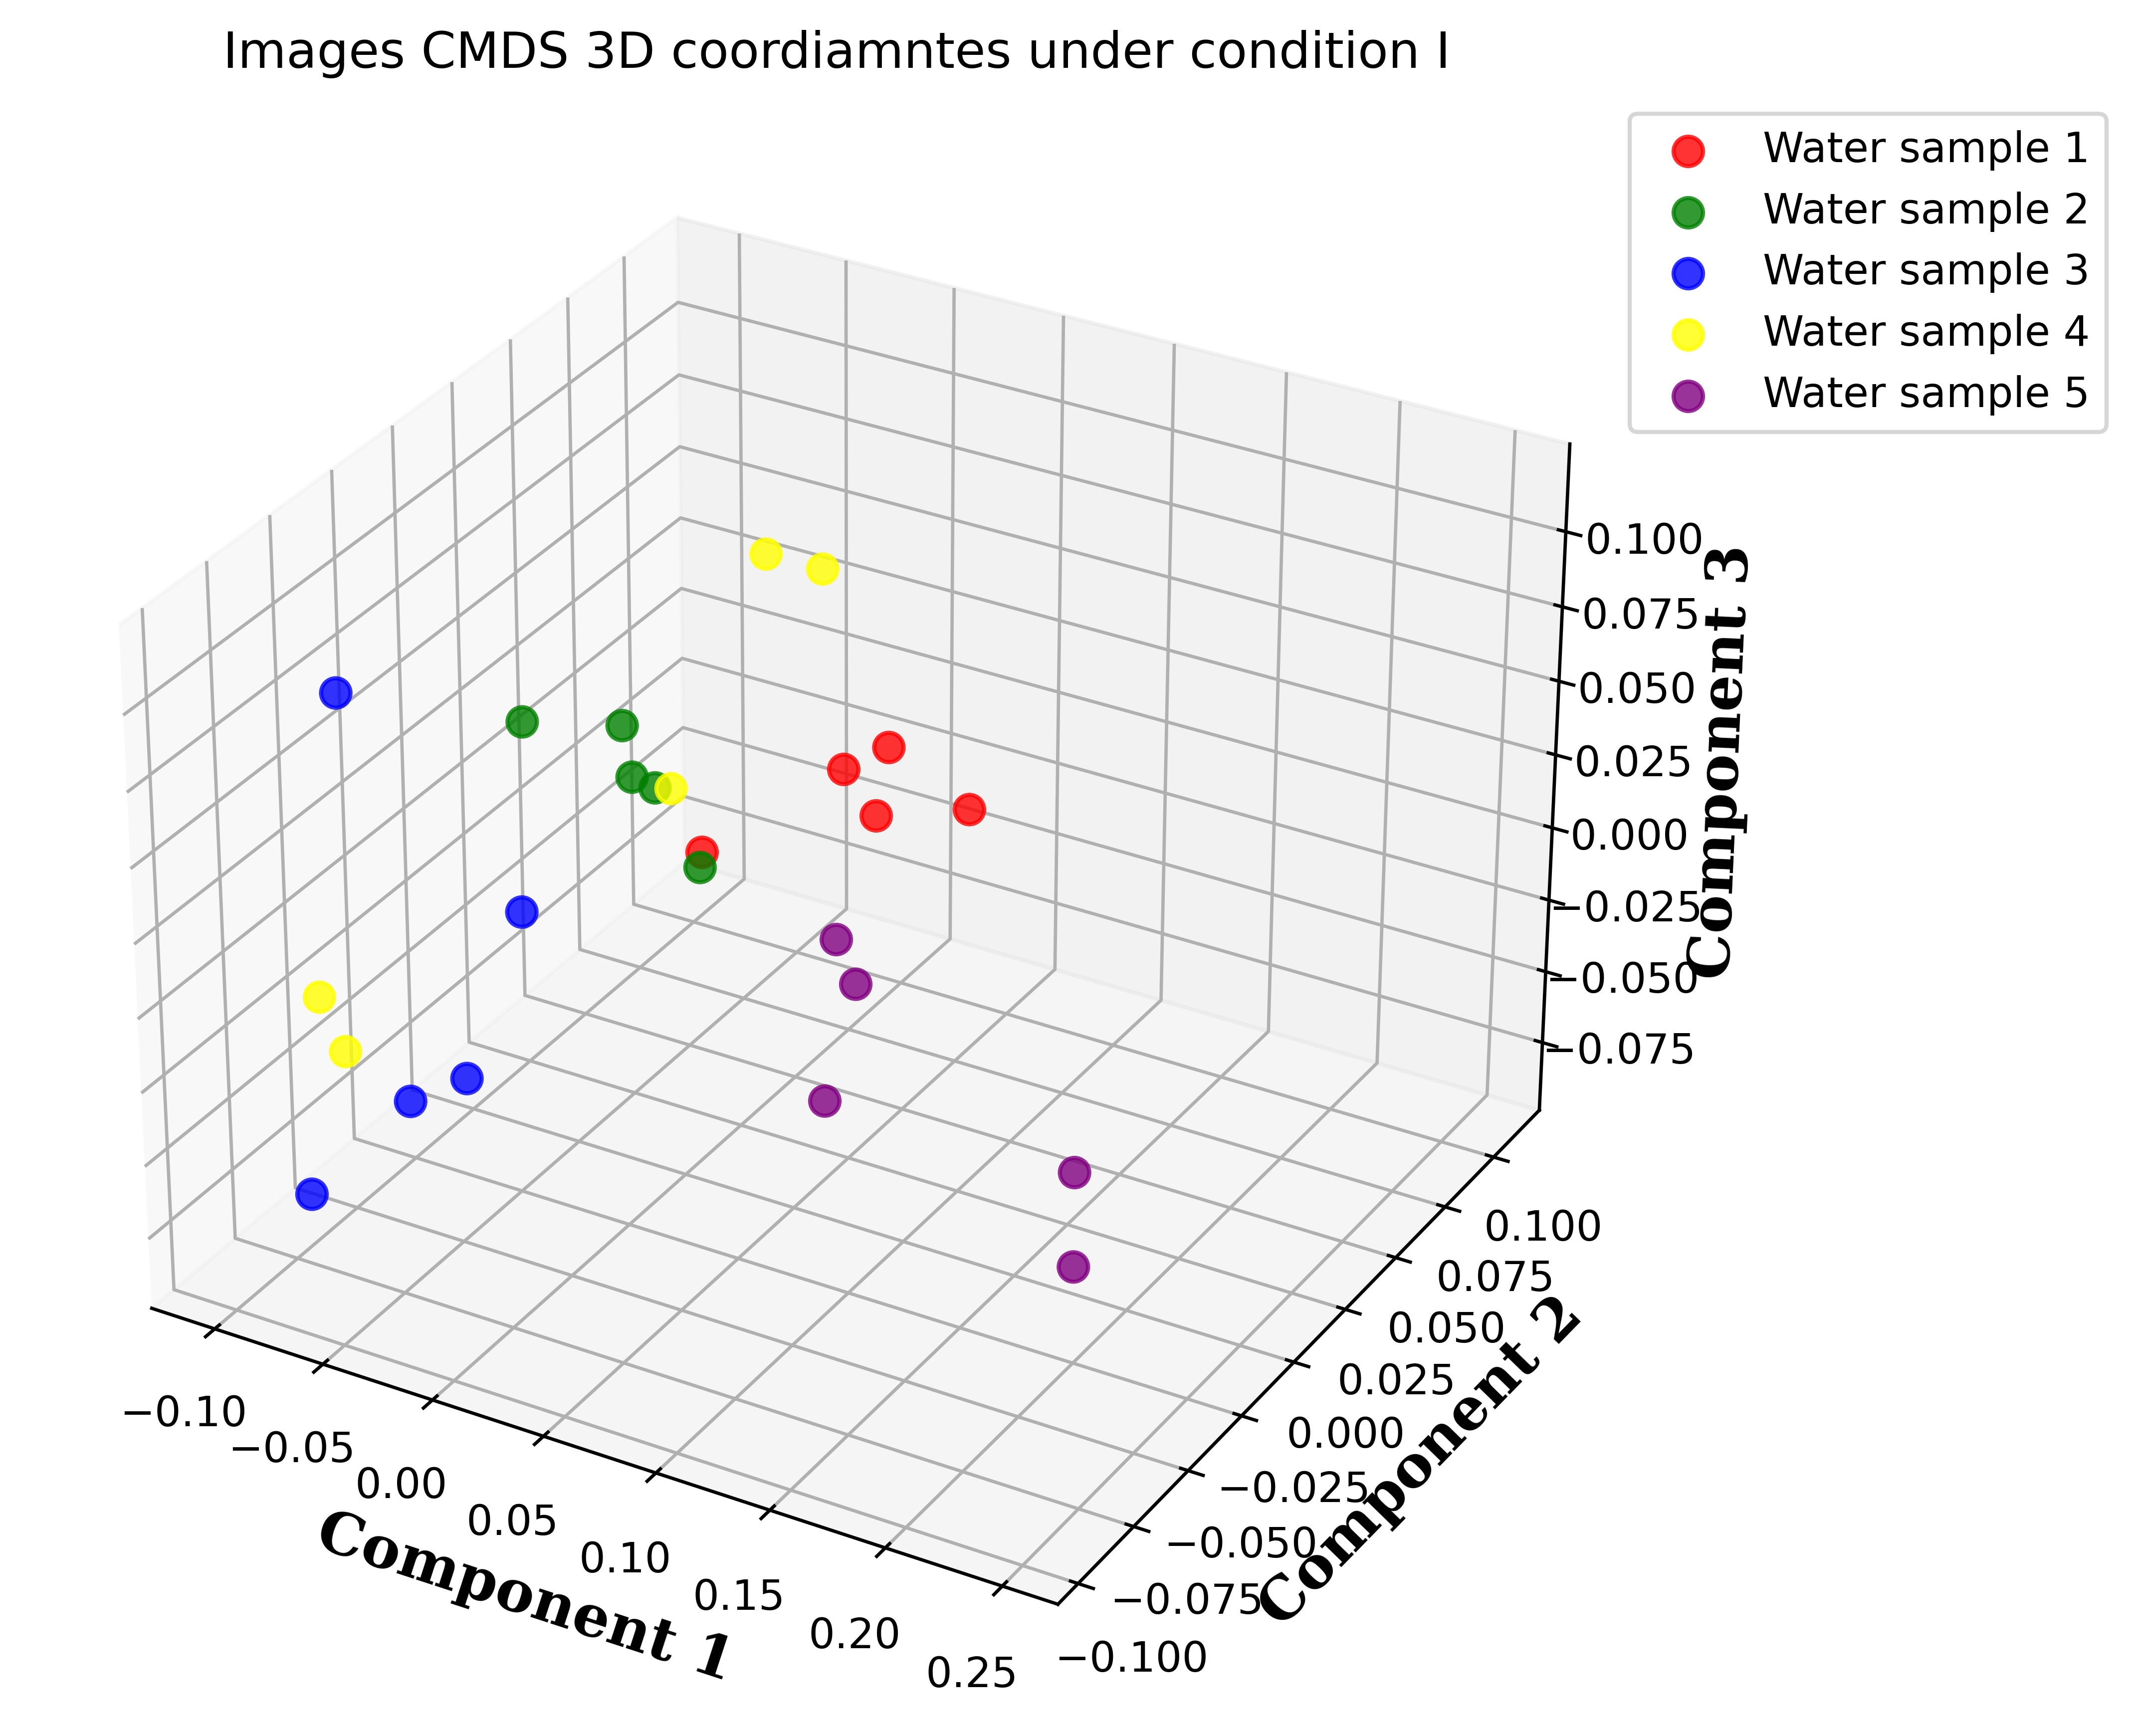 Images CMDS 3D coordiamntes under condition I
Water sample 1
Water sample 2
Water sample 3
Water sample 4
Water sample 5
0.100
0.075
0.050
0.025
0.000
−0.025
−0.050
−0.075
Component 3
0.100
0.075
0.050
0.025
0.000
−0.025
−0.050
−0.075
−0.100
Component 2
−0.10
−0.05
0.00
0.05
0.10
0.15
0.20
0.25
Component 1